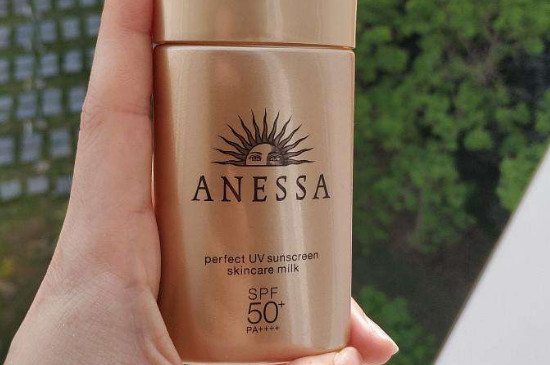 ANESSA
perfect UV sunscreen
skincare milk
SPF
50+
PA++++